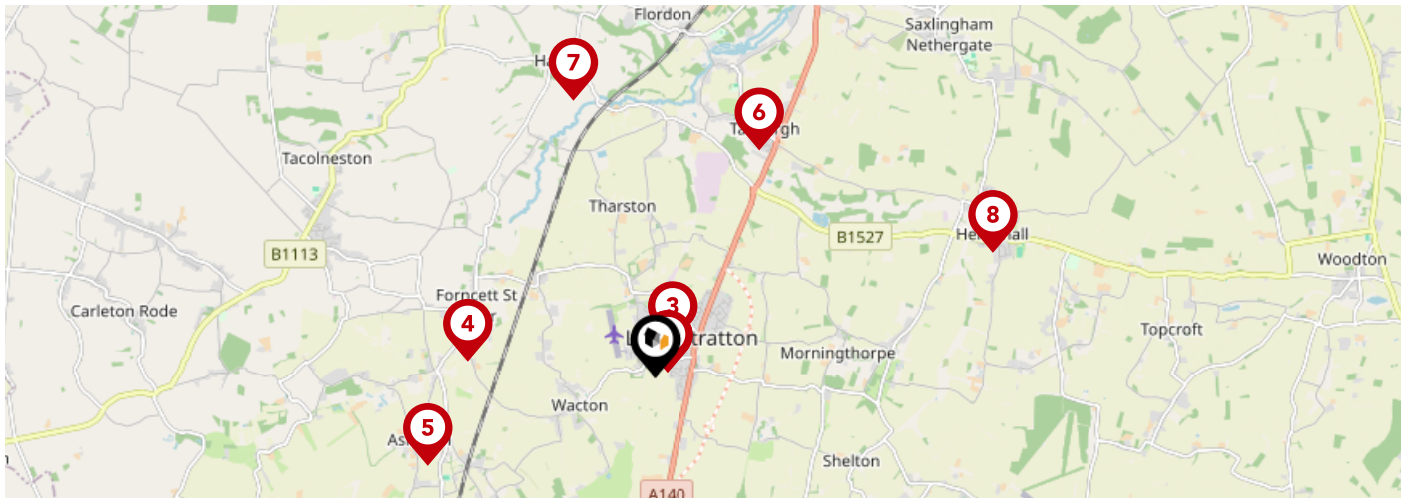 Flordon
Saxlingham
Nethergate
7
6
Tacolneston
Tharston
8
B1113
B1527
Woodton
Forncett St
Carleton Rode
3
4
Topcroft
Morningthorpe
Wacton
5
Shelton
A140